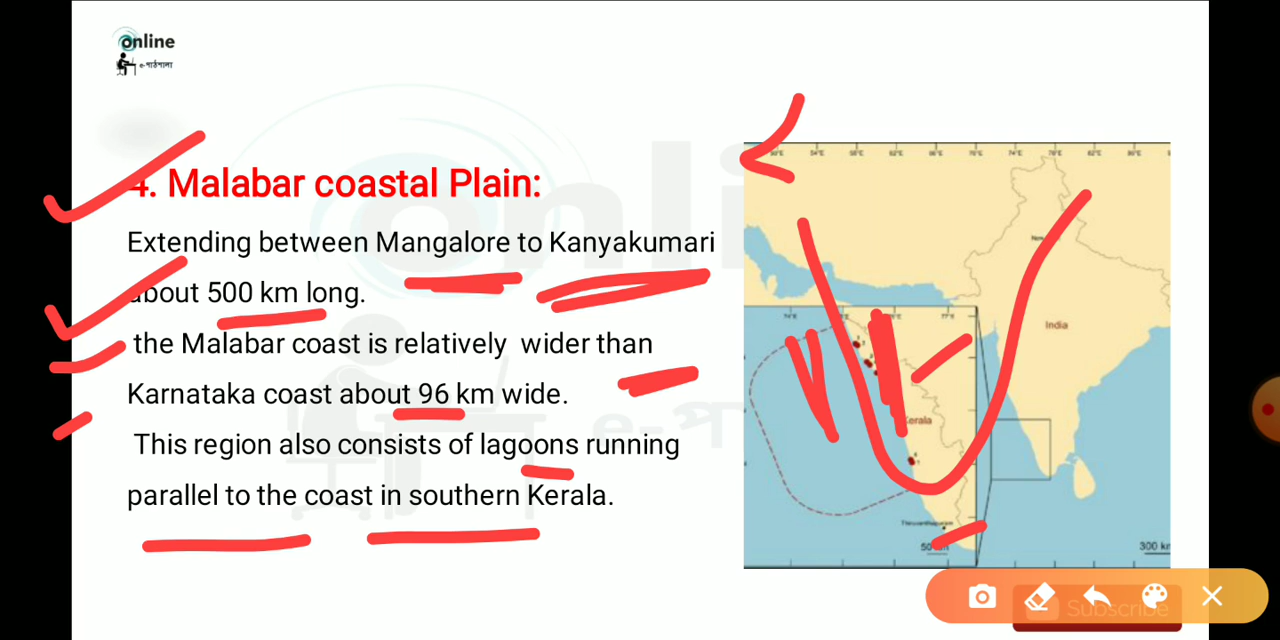 online
e-পাঠশালা
4. Malabar coastal Plain:
Extending between Mangalore to Kanyakumari
about 500 km long.
the Malabar coast is relatively wider than
Karnataka coast about 96 km wide.
This region also consists of lagoons running
parallel to the coast in southern Kerala.
India
Kerala
Thiruvanthapuram
300 km
Subscribe